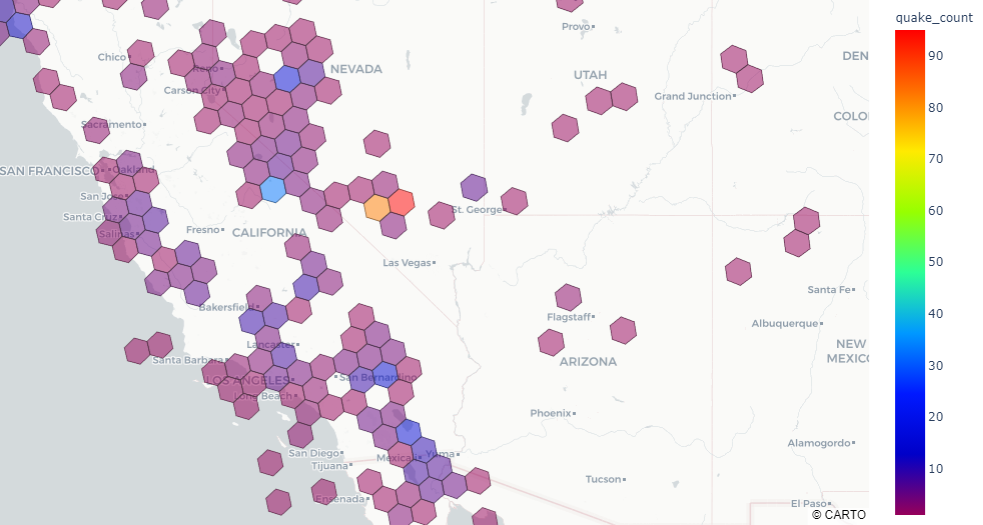 quake_count
90
80
70
60
50
40
30
20
10
Provo
Chico
NEVADA
UTAH
DEN
Reno
Carson City
Grand Junction
COLO
Sacramento
SAN FRANCISCO
Oakland
San Jose
Santa Cruz
Salinas
Fresno
CALIFORNIA
St. George
Las Vegas
Santa Fe
Bakersfield
Flagstaff
Albuquerque
Lancaster
NEW
MEXICO
Santa Barbara
ARIZONA
LOS ANGELES
San Bernardino
Long Beach
Phoenix
San Diego
Mexicali
Yuma
Alamogordo
Tijuana
Tucson
Ensenada
El Paso
© CARTO